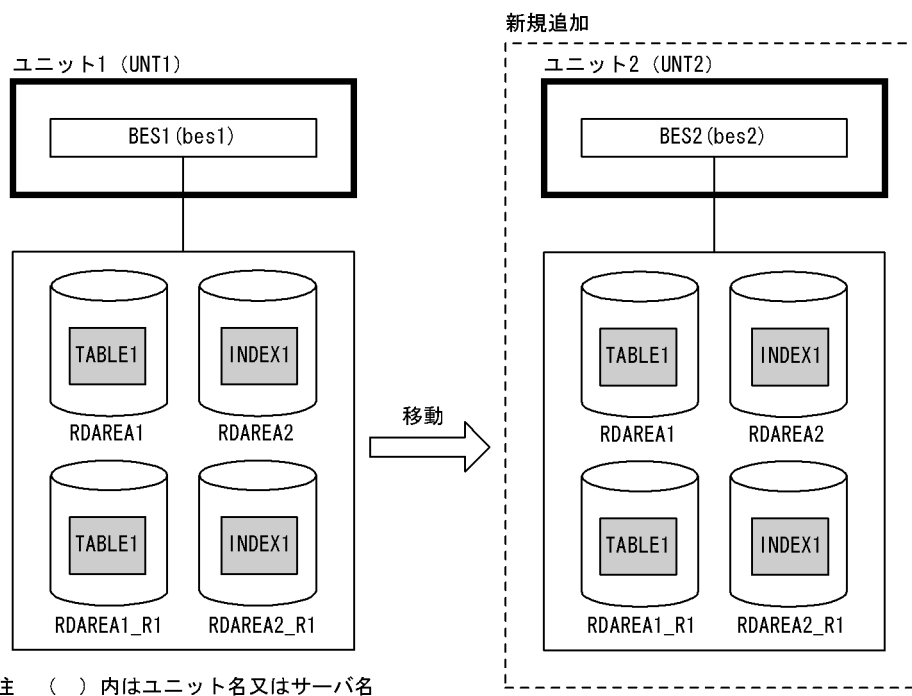 新規追加
ユニット1（UNT1）
ユニット2（UNT2）
BES1(bes1)
BES2(bes2)
TABLE1
INDEX1
TABLE1
INDEX1
RDAREA1
RDAREA2
移動
RDAREA1
RDAREA2
TABLE1
INDEX1
TABLE1
INDEX1
RDAREA1_R1
RDAREA2_R1
RDAREA1_R1
RDAREA2_R1
注　（　）内はユニット名又はサーバ名